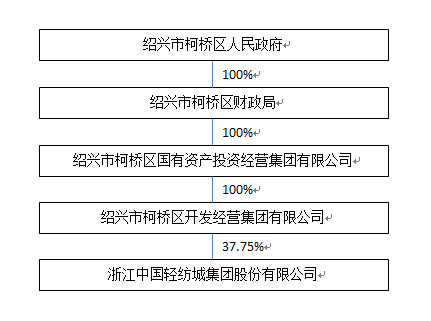 绍兴市柯桥区人民政府↵
100%↵
绍兴市柯桥区财政局↵
100%↵
绍兴市柯桥区国有资产投资经营集团有限公司↵
100%↵
绍兴市柯桥区开发经营集团有限公司↵
37.75%↵
浙江中国轻纺城集团股份有限公司↵